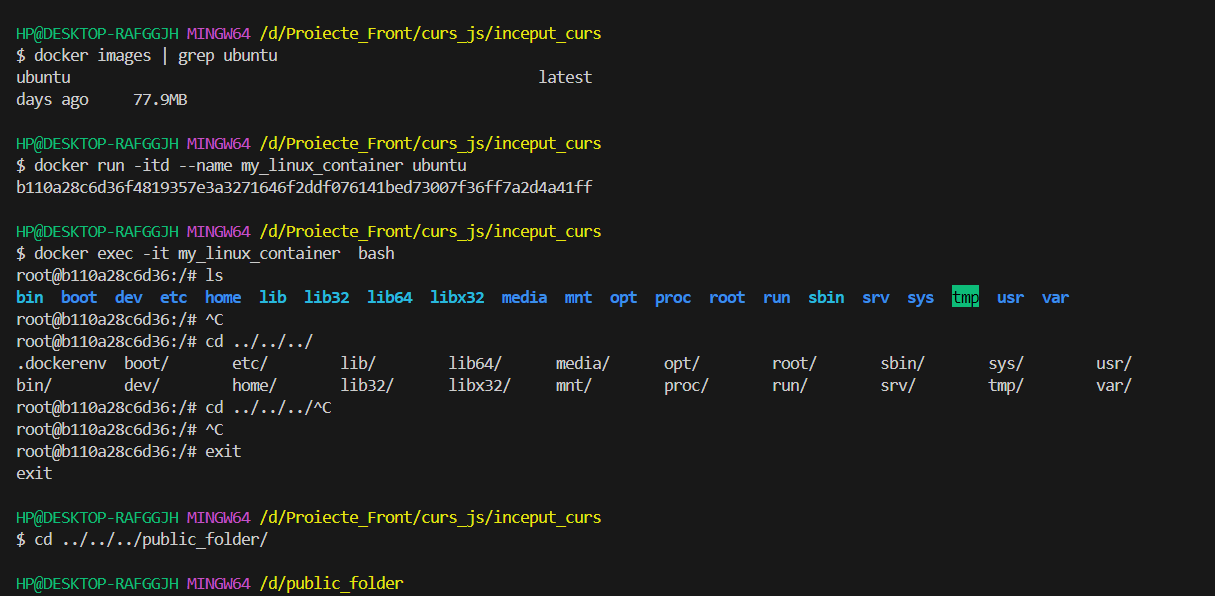 HP@DESKTOP-RAFGGJH MINGW64 /d/Proiecte_Front/curs_js/inceput_curs
$ docker images | grep ubuntu
ubuntu latest
days ago 77.9MB
HP@DESKTOP-RAFGGJH MINGW64 /d/Proiecte_Front/curs_js/inceput_curs
$ docker run -itd --name my_linux_container ubuntu
b110a28c6d36f4819357e3a3271646f2ddf076141bed73007f36ff7a2d4a41ff
HP@DESKTOP-RAFGGJH MINGW64 /d/Proiecte_Front/curs_js/inceput_curs
$ docker exec -it my_linux_container  bash
root@b110a28c6d36:/# ls
bin boot dev etc home lib lib32 lib64 libx32 media mnt opt proc root run sbin srv sys tmp usr var
root@b110a28c6d36:/# ^C
root@b110a28c6d36:/# cd ../../../
.dockerenv boot/ etc/ lib/ lib64/ media/ opt/ root/ sbin/ sys/ usr/
bin/ dev/ home/ lib32/ libx32/ mnt/ proc/ run/ srv/ tmp/ var/
root@b110a28c6d36:/# cd ../../../^C
root@b110a28c6d36:/# ^C
root@b110a28c6d36:/# exit
exit
HP@DESKTOP-RAFGGJH MINGW64 /d/Proiecte_Front/curs_js/inceput_curs
$ cd ../../../public_folder/
HP@DESKTOP-RAFGGJH MINGW64 /d/public_folder